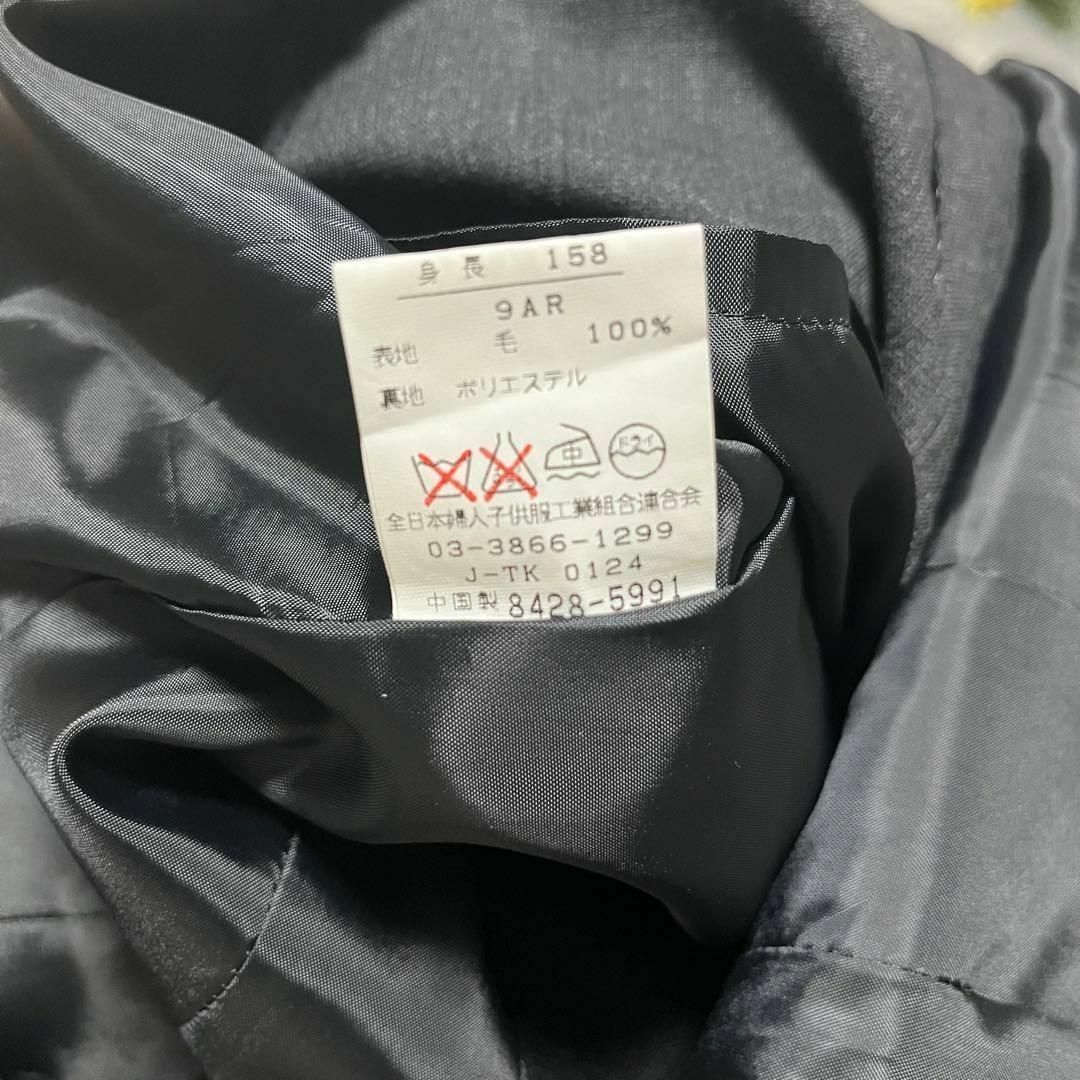 身長 158
9AR
表地 毛 100%
裏地 ポリエステル
中 ドライ
全日本婦人子供服工業組合連合会
03-3866-1299
J-TK 0124
中国製 8428-5991